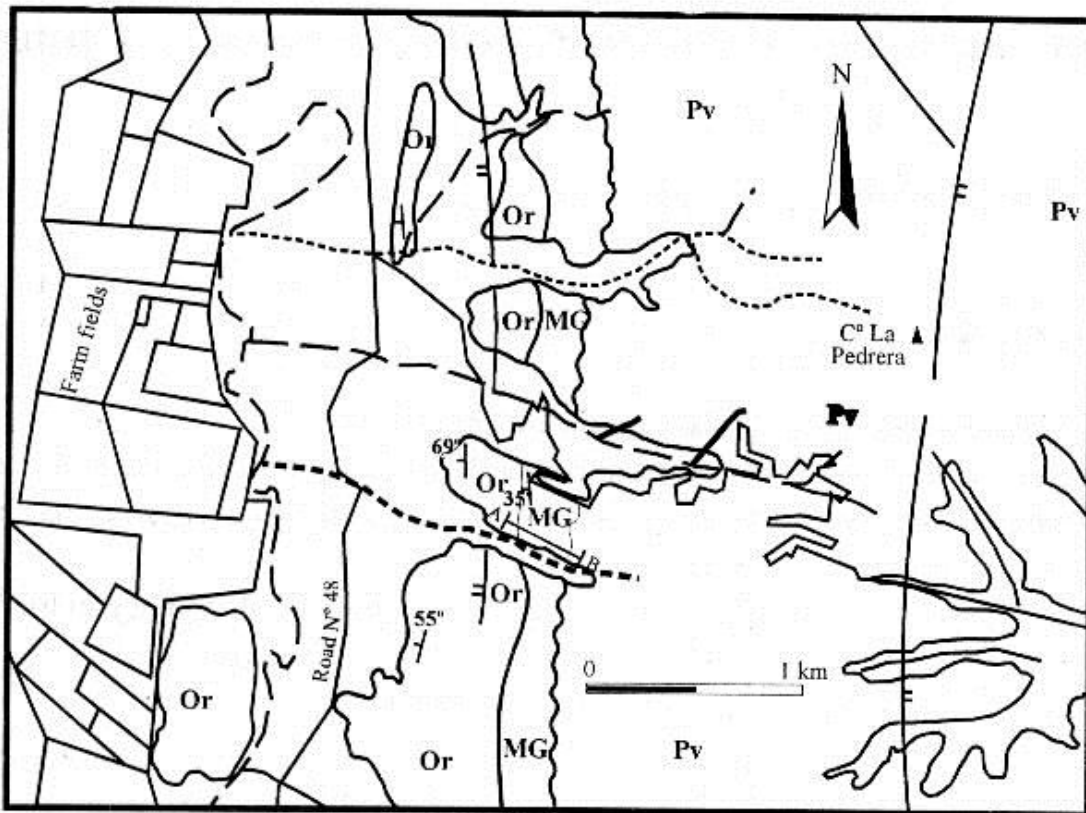 N
Pv
Or
Pv
Or
Or
MG
Cª La
Pedrera
Farm fields
Pv
69°
Or
35°
MG
B
Or
55°
0
1 km
Road Nº 48
Or
Or
MG
Pv